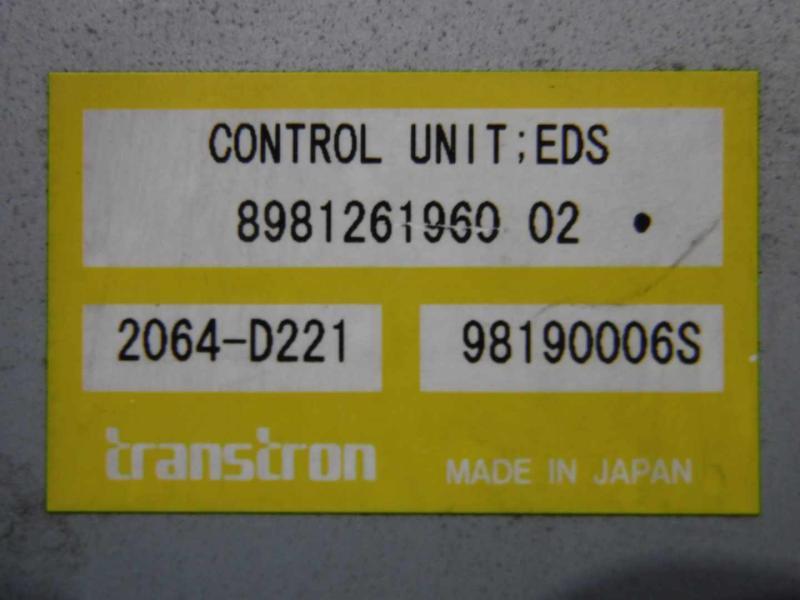 CONTROL UNIT;EDS
8981261960 02 •
2064-D221
98190006S
transtron
MADE IN JAPAN